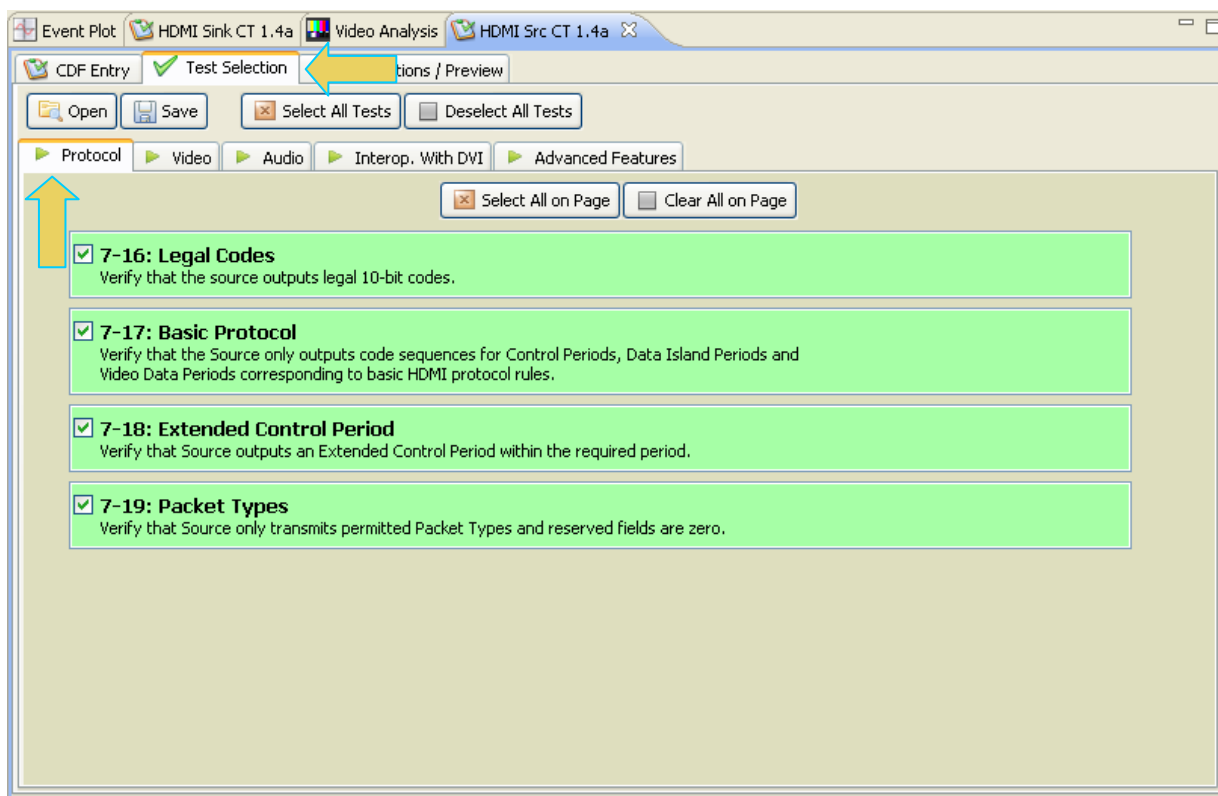 Event Plot HDMI Sink CT 1.4a Video Analysis HDMI Src CT 1.4a
CDF Entry Test Selection tions / Preview
Open Save Select All Tests Deselect All Tests
Protocol Video Audio Interop. With DVI Advanced Features
Select All on Page Clear All on Page
7-16: Legal Codes
Verify that the source outputs legal 10-bit codes.
7-17: Basic Protocol
Verify that the Source only outputs code sequences for Control Periods, Data Island Periods and
Video Data Periods corresponding to basic HDMI protocol rules.
7-18: Extended Control Period
Verify that Source outputs an Extended Control Period within the required period.
7-19: Packet Types
Verify that Source only transmits permitted Packet Types and reserved fields are zero.